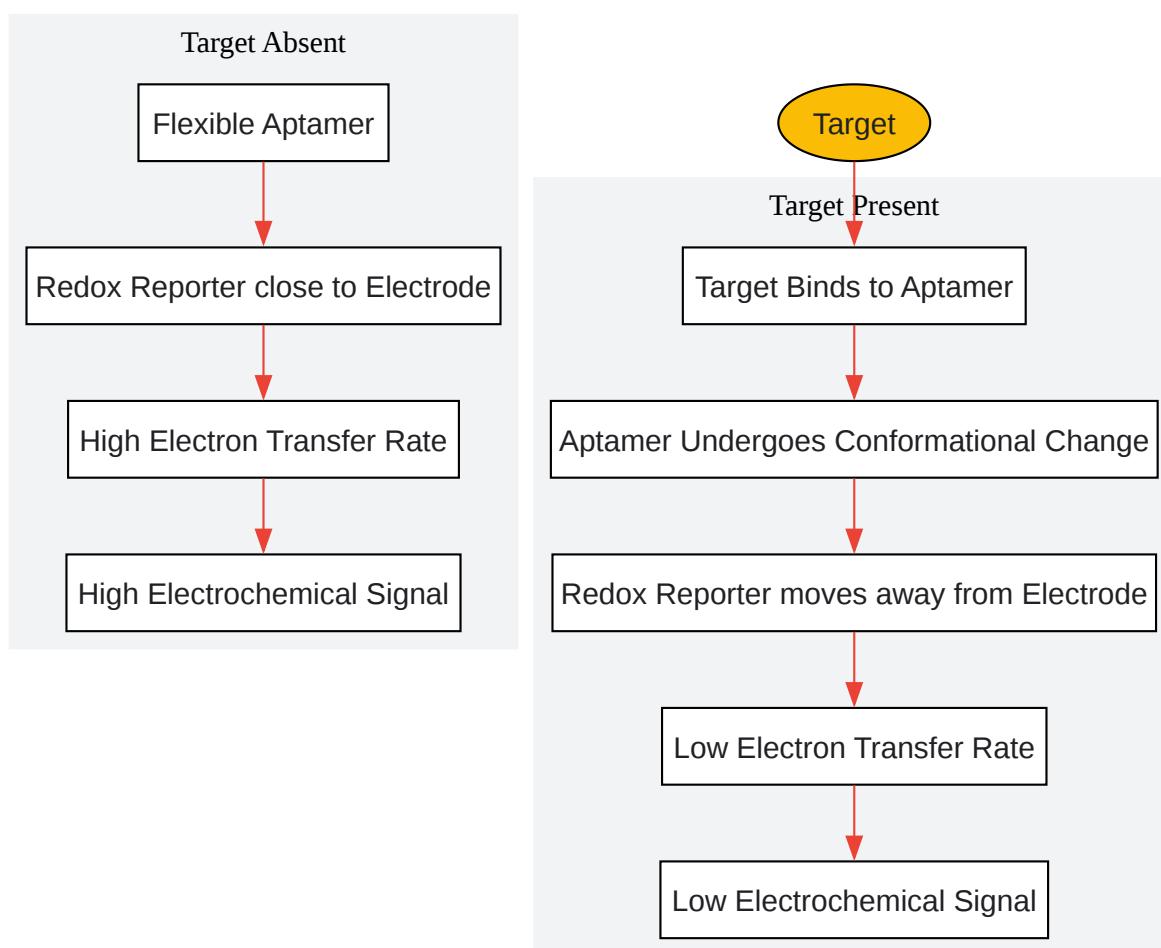 Target Absent
Flexible Aptamer
Redox Reporter close to Electrode
High Electron Transfer Rate
High Electrochemical Signal
Target
Target Present
Target Binds to Aptamer
Aptamer Undergoes Conformational Change
Redox Reporter moves away from Electrode
Low Electron Transfer Rate
Low Electrochemical Signal